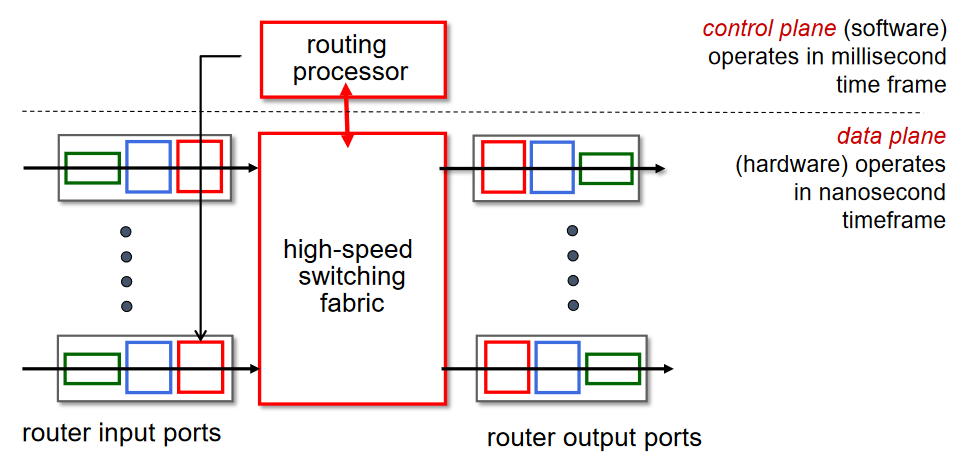 routing
processor
control plane (software)
operates in millisecond
time frame
data plane
(hardware) operates
in nanosecond
timeframe
high-speed
switching
fabric
router input ports
router output ports